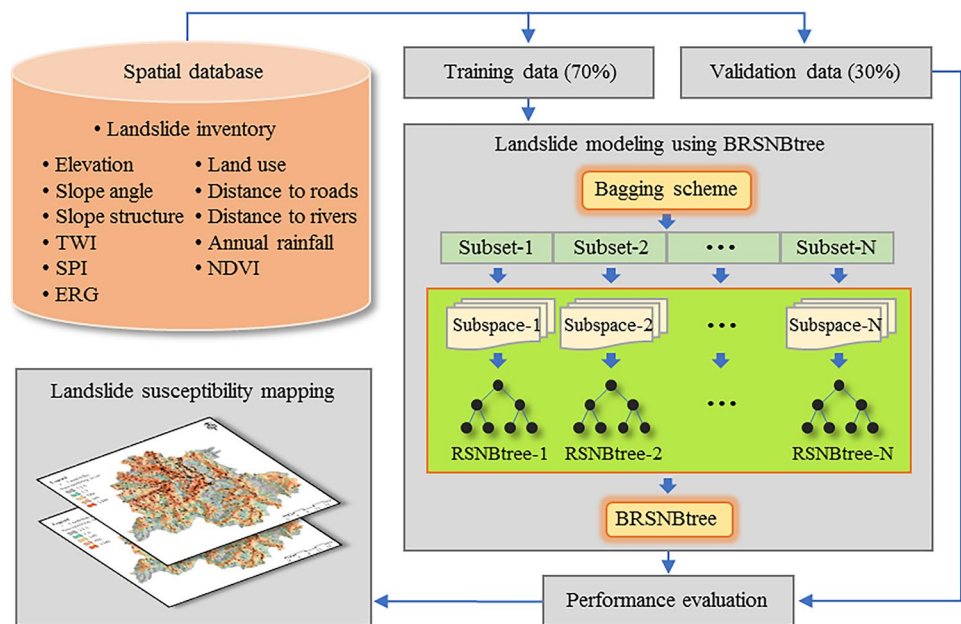 Spatial database
• Landslide inventory
• Elevation
• Slope angle
• Slope structure
• TWI
• SPI
• ERG
• Land use
• Distance to roads
• Distance to rivers
• Annual rainfall
• NDVI
Training data (70%)
Validation data (30%)
Landslide modeling using BRSNBtree
Bagging scheme
Subset-1
Subset-2
•••
Subset-N
Subspace-1
Subspace-2
•••
Subspace-N
RSNBtree-1
RSNBtree-2
•••
RSNBtree-N
BRSNBtree
Performance evaluation
Landslide susceptibility mapping